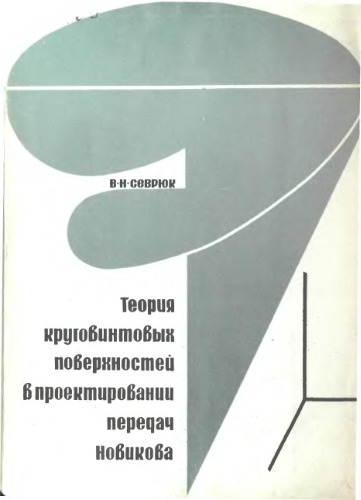 В·Н·Севрюк
Теория
круговинтовых
поверхностей
в проектировании
передач
Новикова